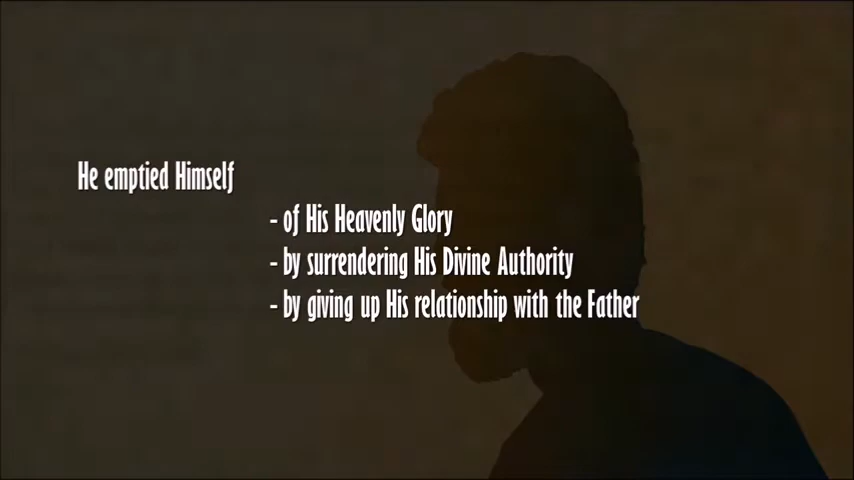 He emptied Himself
- of His Heavenly Glory
- by surrendering His Divine Authority
- by giving up His relationship with the Father